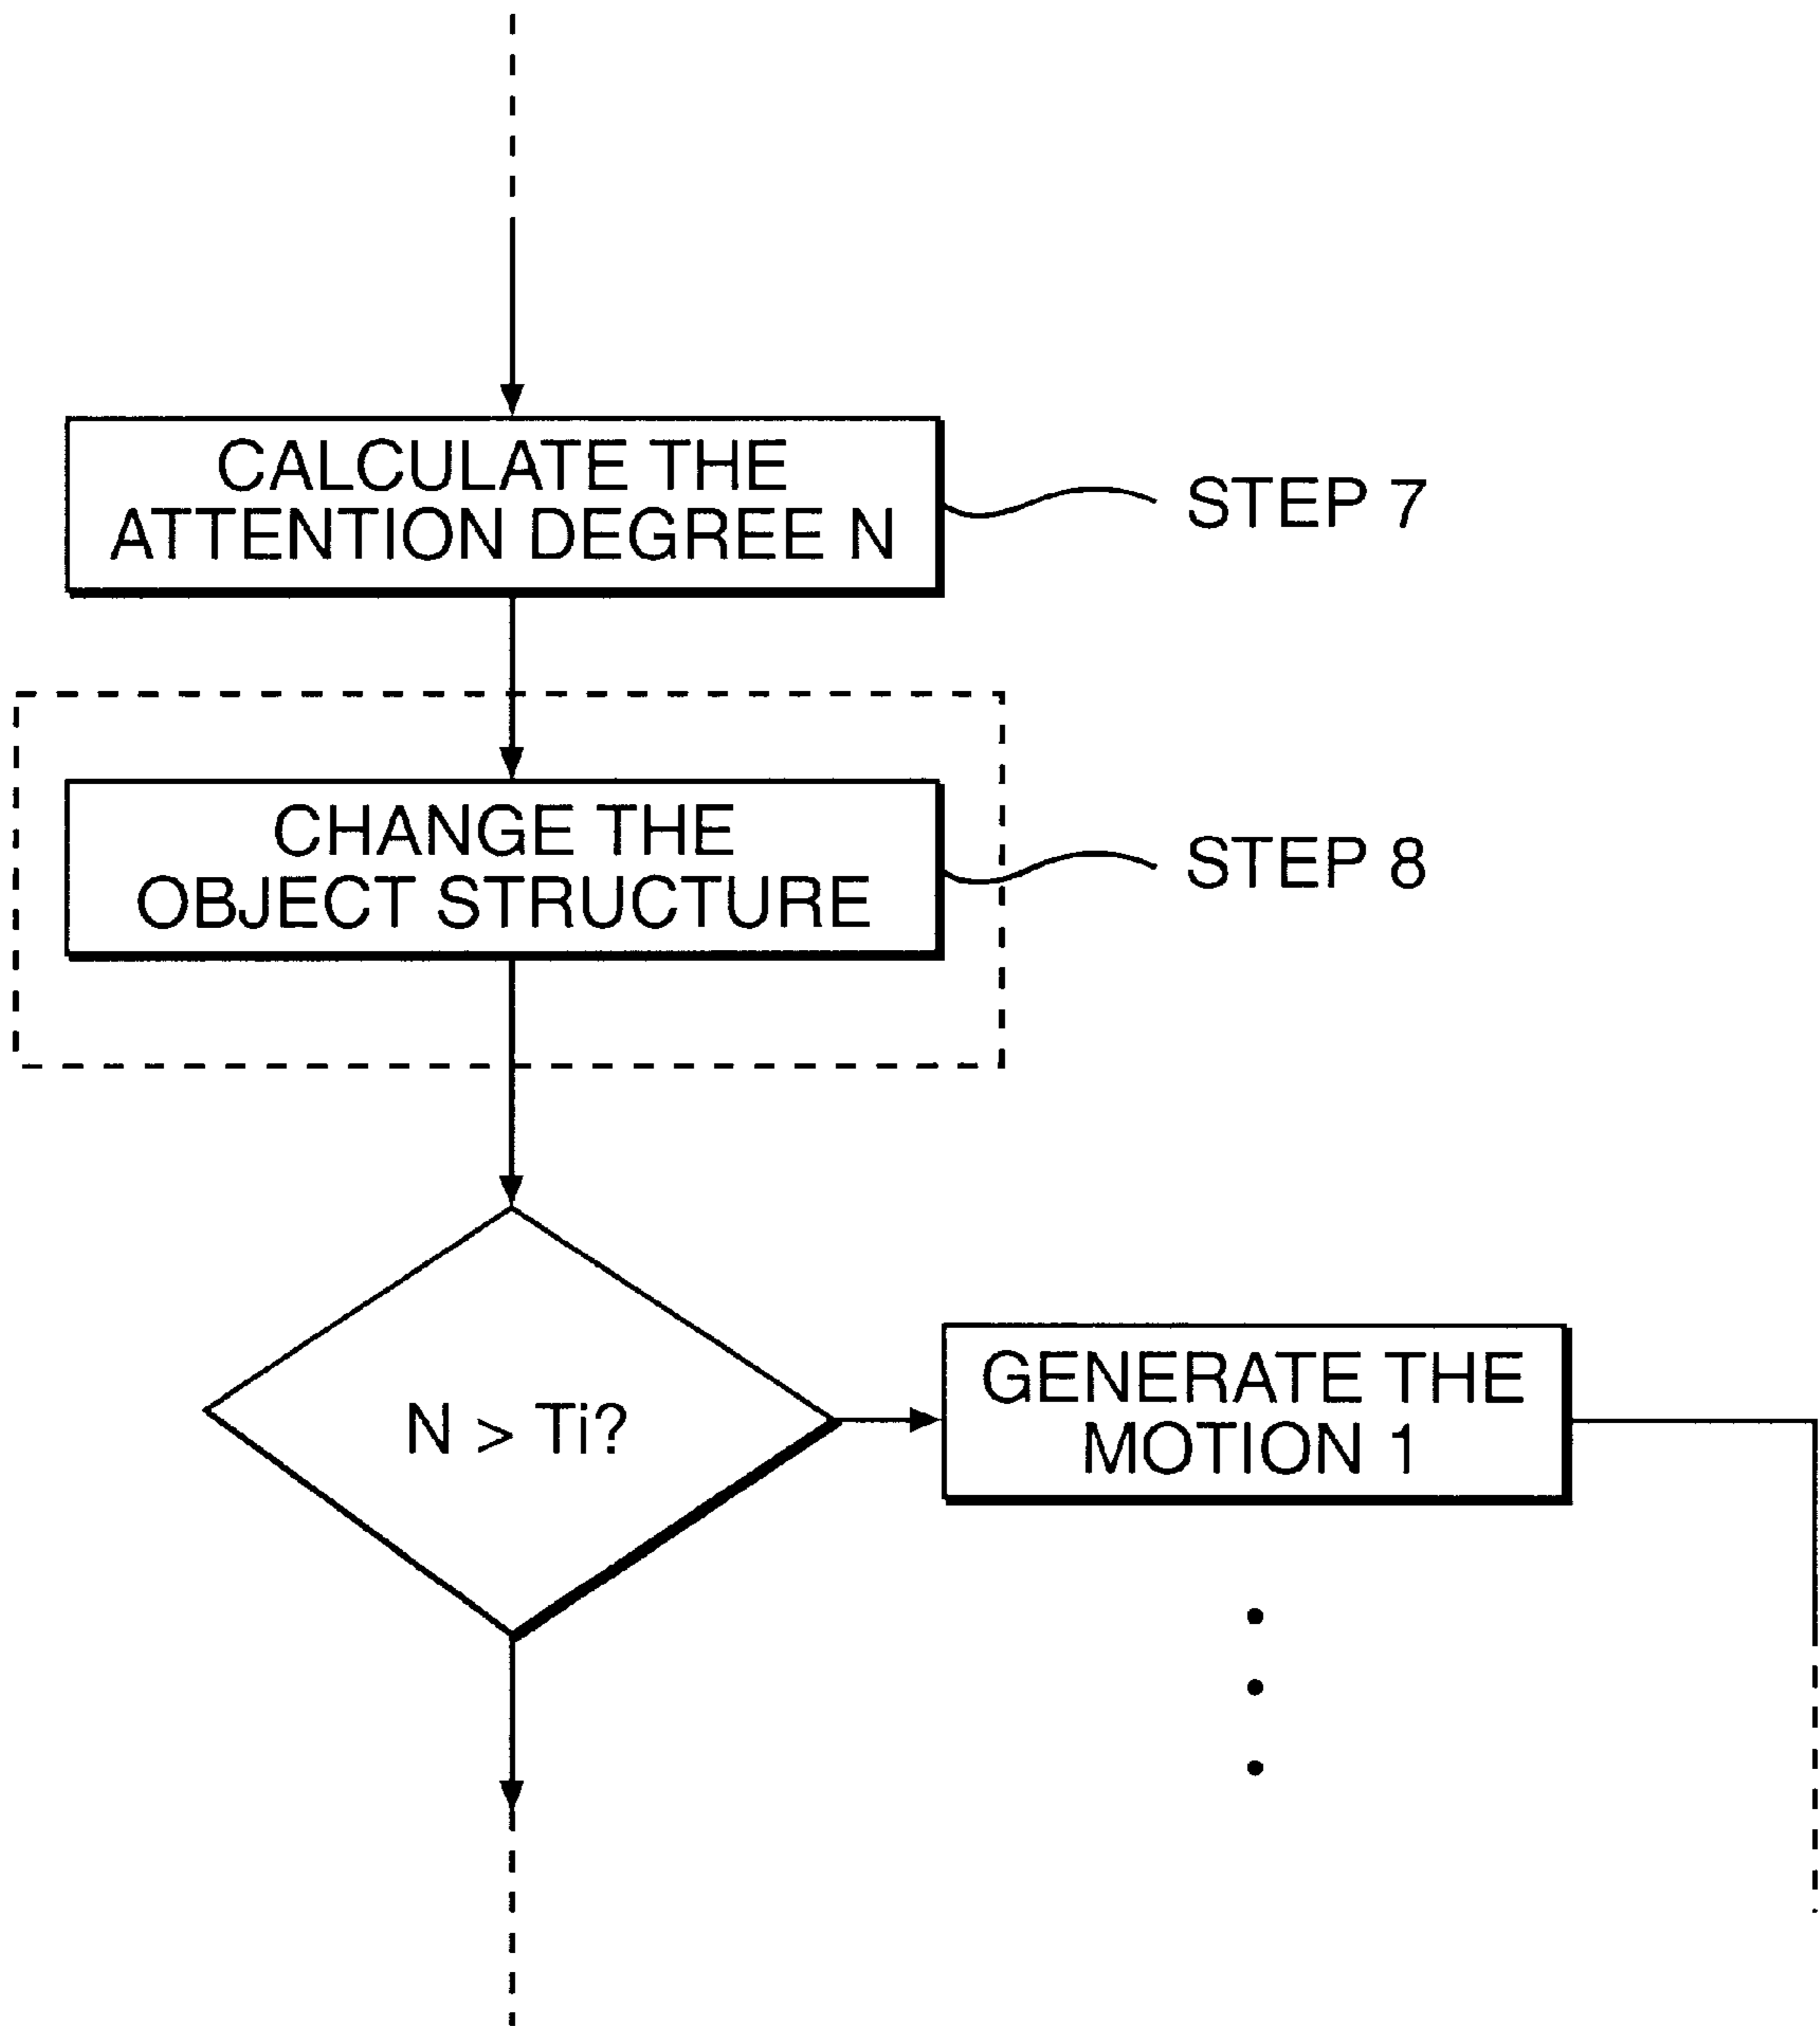 CALCULATE THE
ATTENTION DEGREE N
STEP 7
CHANGE THE
OBJECT STRUCTURE
STEP 8
N > Ti?
GENERATE THE
MOTION 1